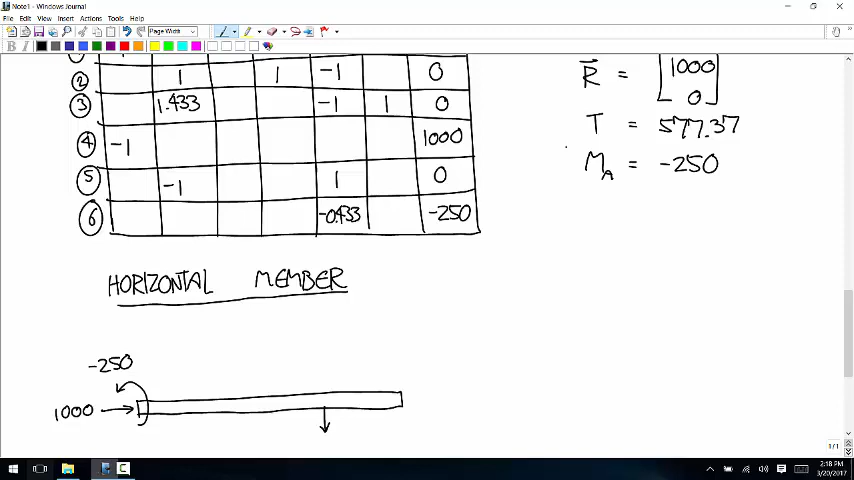 Note1 - Windows Journal
File Edit View Insert Actions Tools Help
Page Width
B I
② 1 1 -1 0
③ 1.433 -1 1 0
④ -1 1000
⑤ -1 1 0
⑥ -0.433 -250
R = [1000
0]
T = 577.37
MA = -250
HORIZONTAL MEMBER
-250
1000
1/1
2:18 PM
3/20/2017